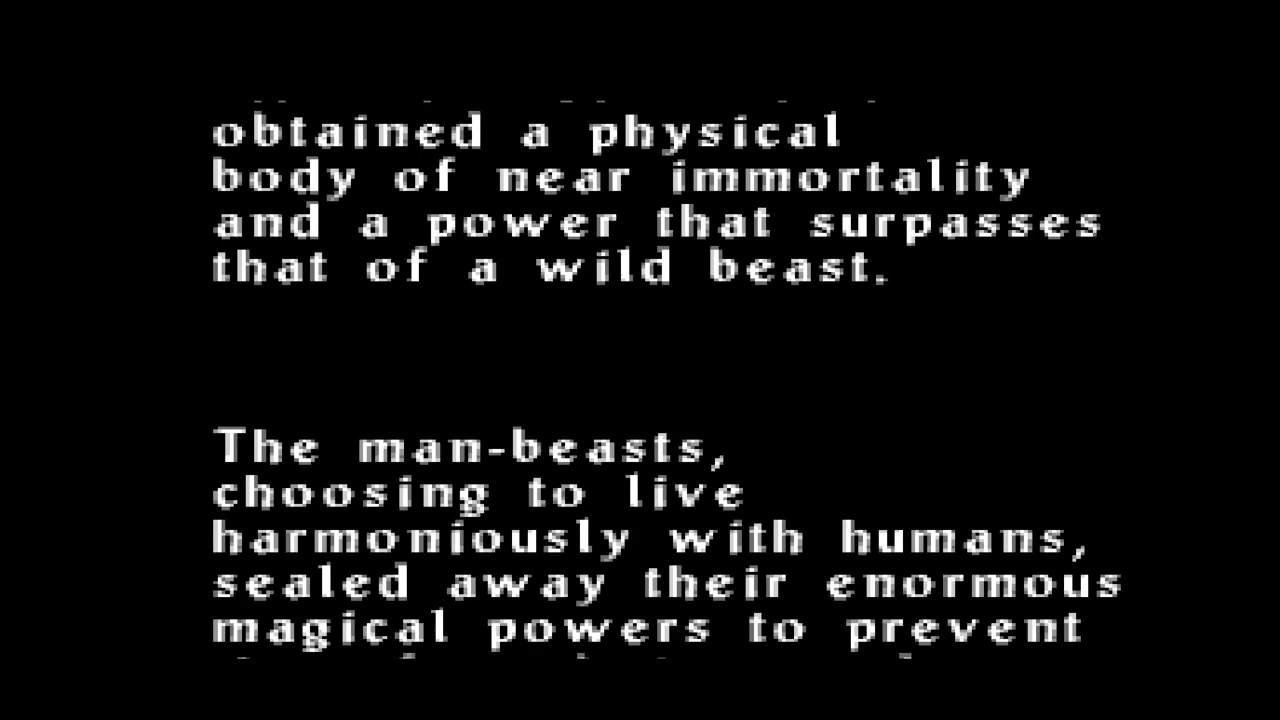 obtained a physical
body of near immortality
and a power that surpasses
that of a wild beast.
The man-beasts,
choosing to live
harmoniously with humans,
sealed away their enormous
magical powers to prevent